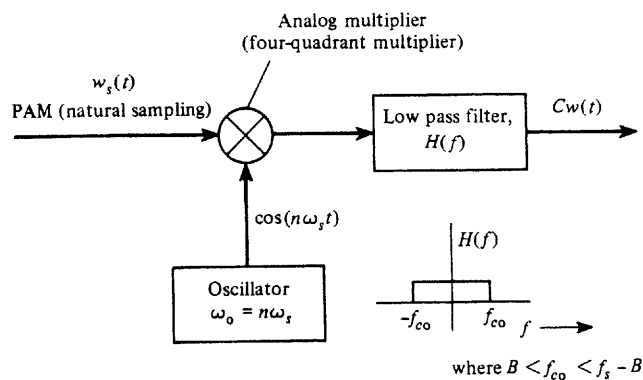 Analog multiplier
(four-quadrant multiplier)
w_s(t)
PAM (natural sampling)
Low pass filter,
H(f)
Cw(t)
cos(nω_s t)
Oscillator
ω_o = nω_s
H(f)
-f_co
f_co
f
where B < f_co < f_s - B